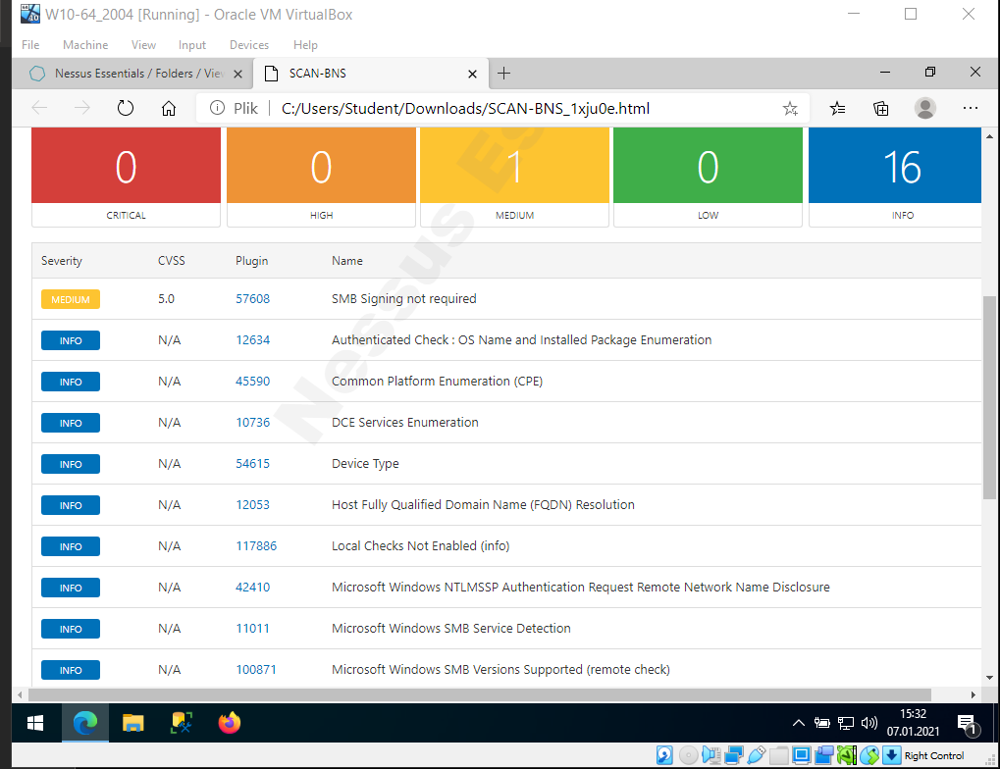 W10-64_2004 [Running] - Oracle VM VirtualBox
File Machine View Input Devices Help
Nessus Essentials / Folders / Vie
SCAN-BNS
Plik
C:/Users/Student/Downloads/SCAN-BNS_1xju0e.html
0 0 1 0 16
CRITICAL HIGH MEDIUM LOW INFO
Nessus Es
Severity CVSS Plugin Name
MEDIUM 5.0 57608 SMB Signing not required
INFO N/A 12634 Authenticated Check : OS Name and Installed Package Enumeration
INFO N/A 45590 Common Platform Enumeration (CPE)
INFO N/A 10736 DCE Services Enumeration
INFO N/A 54615 Device Type
INFO N/A 12053 Host Fully Qualified Domain Name (FQDN) Resolution
INFO N/A 117886 Local Checks Not Enabled (info)
INFO N/A 42410 Microsoft Windows NTLMSSP Authentication Request Remote Network Name Disclosure
INFO N/A 11011 Microsoft Windows SMB Service Detection
INFO N/A 100871 Microsoft Windows SMB Versions Supported (remote check)
15:32
07.01.2021
1
Right Control